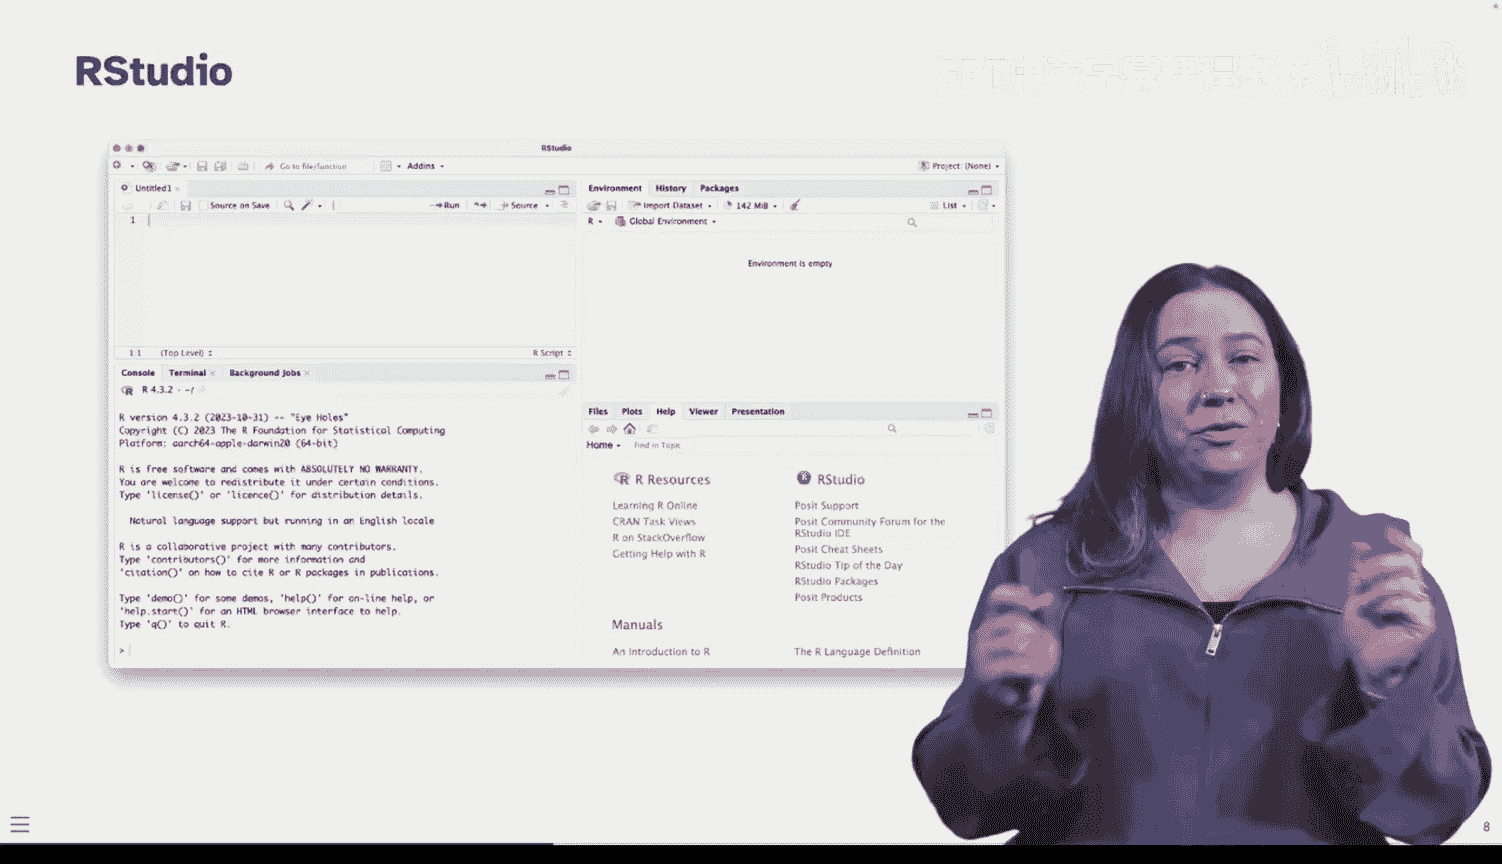 RStudio
RStudio
Go to file/function
Addins
Project: (None)
Untitled1
Source on Save
Run
Source
1
1:1
(Top Level)
R Script
Console
Terminal
Background Jobs
R 4.3.2 · ~/
R version 4.3.2 (2023-10-31) -- "Eye Holes"
Copyright (C) 2023 The R Foundation for Statistical Computing
Platform: aarch64-apple-darwin20 (64-bit)
R is free software and comes with ABSOLUTELY NO WARRANTY.
You are welcome to redistribute it under certain conditions.
Type 'license()' or 'licence()' for distribution details.
Natural language support but running in an English locale
R is a collaborative project with many contributors.
Type 'contributors()' for more information and
'citation()' on how to cite R or R packages in publications.
Type 'demo()' for some demos, 'help()' for on-line help, or
'help.start()' for an HTML browser interface to help.
Type 'q()' to quit R.
>
Environment
History
Packages
Import Dataset
142 MiB
List
R
Global Environment
Environment is empty
Files
Plots
Help
Viewer
Presentation
Home
Find in Topic
R Resources
Learning R Online
CRAN Task Views
R on StackOverflow
Getting Help with R
RStudio
Posit Support
Posit Community Forum for the
RStudio IDE
Posit Cheat Sheets
RStudio Tip of the Day
RStudio Packages
Posit Products
Manuals
An Introduction to R
The R Language Definition
8